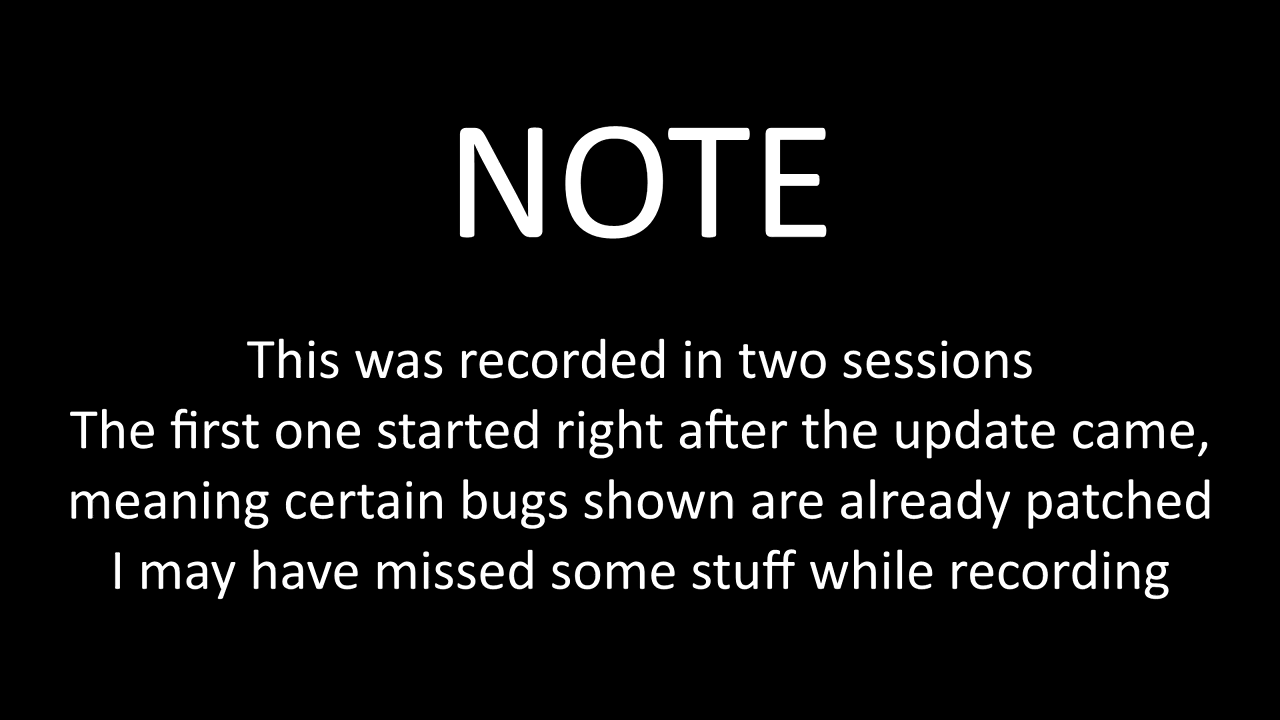 NOTE
This was recorded in two sessions
The first one started right after the update came,
meaning certain bugs shown are already patched
I may have missed some stuff while recording